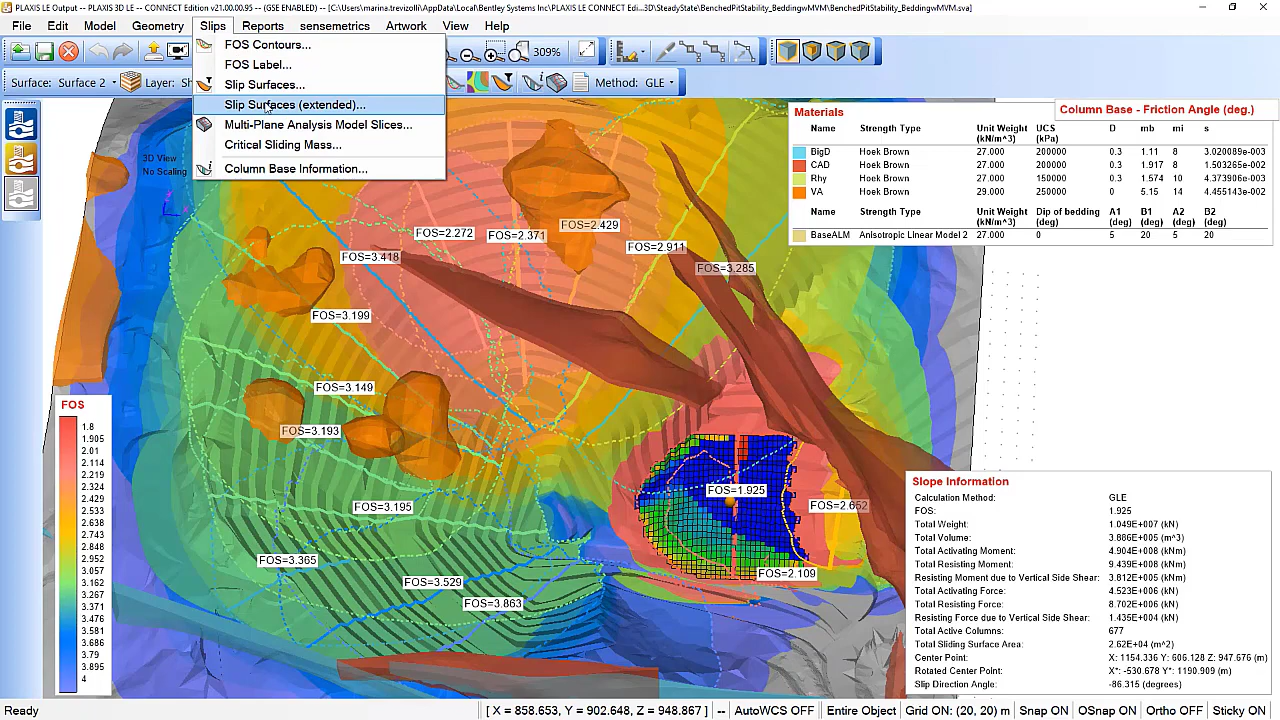 PLAXIS LE Output -- PLAXIS 3D LE CONNECT Edition v21.00.00.95 -- (GSE ENABLED) -- [C:\Users\marina.trevizolli\AppData\Local\Bentley Systems Inc\PLAXIS LE CONNECT Edi...3D\SteadyState\BenchedPitStability_BeddingwMVM\BenchedPitStability_BeddingwMVM.sva]
File Edit Model Geometry Slips Reports sensemetrics Artwork View Help
309%
Surface: Surface 2 Layer: Sh Method: GLE
FOS Contours...
FOS Label...
Slip Surfaces...
Slip Surfaces (extended)...
Multi-Plane Analysis Model Slices...
Critical Sliding Mass...
Column Base Information...
3D View
No Scaling
Column Base - Friction Angle (deg.)
Materials
Name Strength Type Unit Weight (kN/m^3) UCS (kPa) D mb mi s
BigD Hoek Brown 27.000 200000 0.3 1.11 8 3.020089e-003
CAD Hoek Brown 27.000 200000 0.3 1.917 8 1.503265e-002
Rhy Hoek Brown 27.000 150000 0.3 1.574 10 4.373906e-003
VA Hoek Brown 29.000 250000 0 5.15 14 4.455143e-002
Name Strength Type Unit Weight (kN/m^3) Dip of bedding (deg) A1 (deg) B1 (deg) A2 (deg) B2 (deg)
BaseALM Anisotropic Linear Model 2 27.000 0 5 20 5 20
FOS=2.429
FOS=2.272
FOS=2.371
FOS=2.911
FOS=3.418
FOS=3.285
FOS=3.199
FOS=3.149
FOS=3.193
FOS=1.925
FOS=3.195
FOS=2.652
FOS=3.365
FOS=2.109
FOS=3.529
FOS=3.863
FOS
1.8
1.905
2.01
2.114
2.219
2.324
2.429
2.533
2.638
2.743
2.848
2.952
3.057
3.162
3.267
3.371
3.476
3.581
3.686
3.79
3.895
4
Slope Information
Calculation Method: GLE
FOS: 1.925
Total Weight: 1.049E+007 (kN)
Total Volume: 3.886E+005 (m^3)
Total Activating Moment: 4.904E+008 (kNm)
Total Resisting Moment: 9.439E+008 (kNm)
Resisting Moment due to Vertical Side Shear: 3.812E+005 (kNm)
Total Activating Force: 4.523E+006 (kN)
Total Resisting Force: 8.702E+006 (kN)
Resisting Force due to Vertical Side Shear: 1.435E+004 (kN)
Total Active Columns: 677
Total Sliding Surface Area: 2.62E+04 (m^2)
Center Point: X: 1154.336 Y: 606.128 Z: 947.676 (m)
Rotated Center Point: X*: -530.678 Y*: 1190.909 (m)
Slip Direction Angle: -86.315 (degrees)
Ready [ X = 858.653, Y = 902.648, Z = 948.867 ] -- AutoWCS OFF Entire Object Grid ON: (20, 20) m Snap ON OSnap ON Ortho OFF Sticky ON